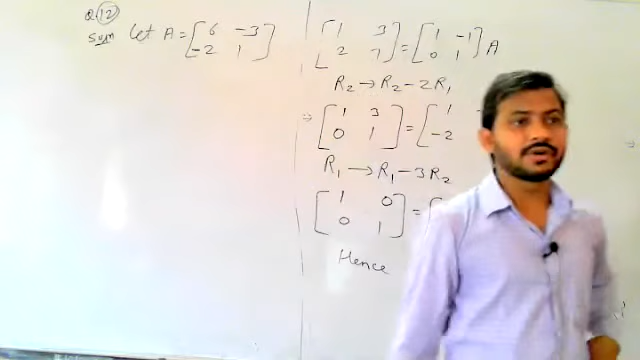 Q. 12
Sum Let A = [ 6 -3
-2 1 ]
[ 1 3
2 7 ] = [ 1 -1
0 1 ] A
R₂ → R₂ - 2R₁
⇒ [ 1 3
0 1 ] = [ 1
-2
R₁ → R₁ - 3R₂
[ 1 0
0 1 ] = [
Hence